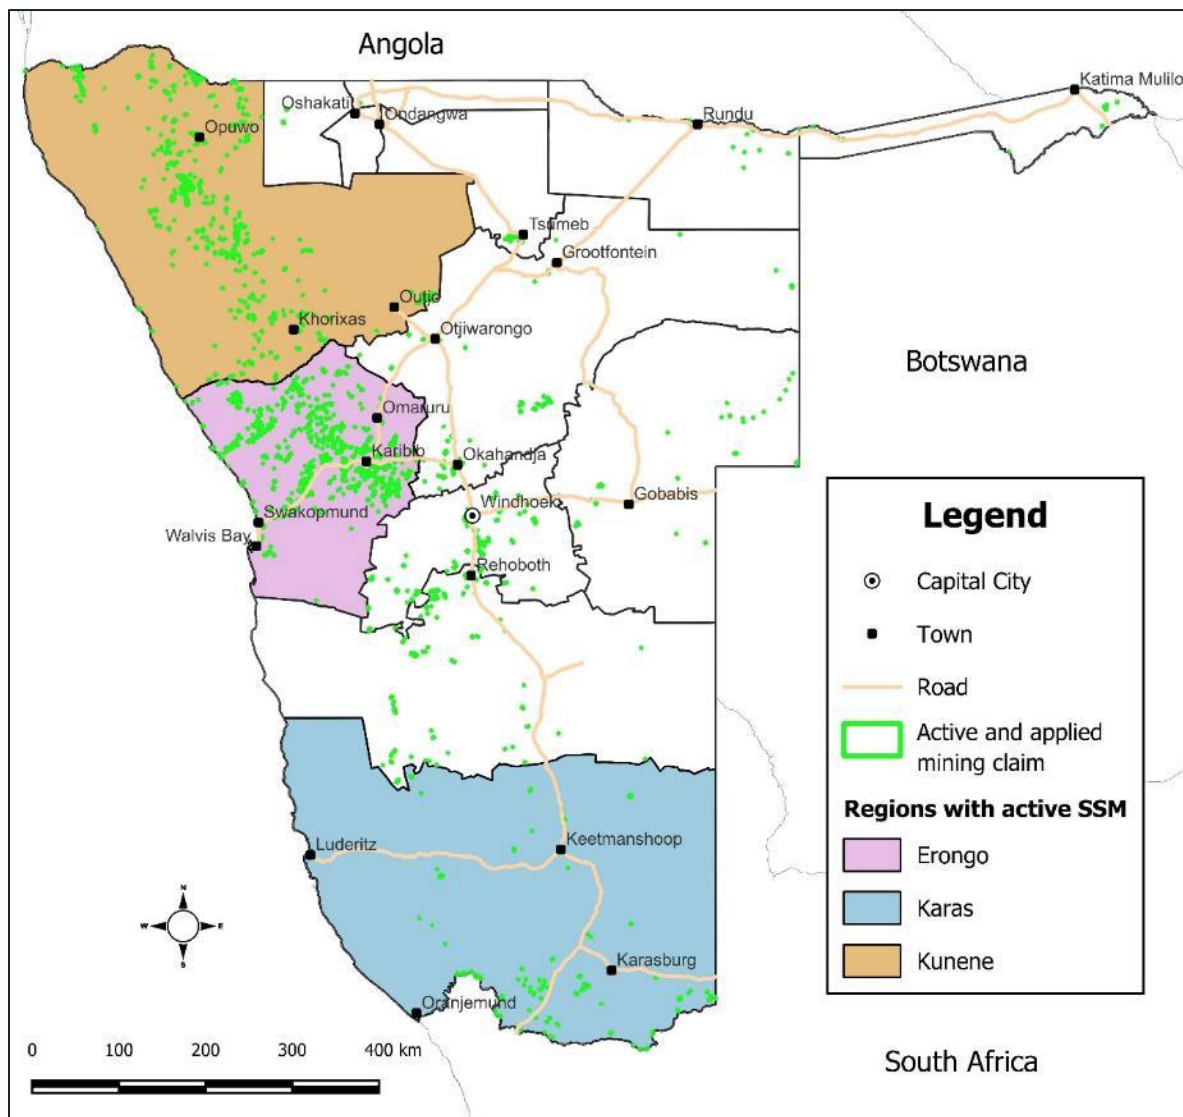 Angola
Katima Mulilo
Oshakati
Ondangwa
Rundu
Opuwo
Tsumeb
Grootfontein
Outjo
Khorixas
Otjiwarongo
Botswana
Omaruru
Karibib
Okahandja
Windhoek
Gobabis
Swakopmund
Walvis Bay
Rehoboth
Luderitz
Keetmanshoop
Karasburg
Oranjemund
South Africa
Legend
Capital City
Town
Road
Active and applied
mining claim
Regions with active SSM
Erongo
Karas
Kunene
N
W
E
S
0 100 200 300 400 km